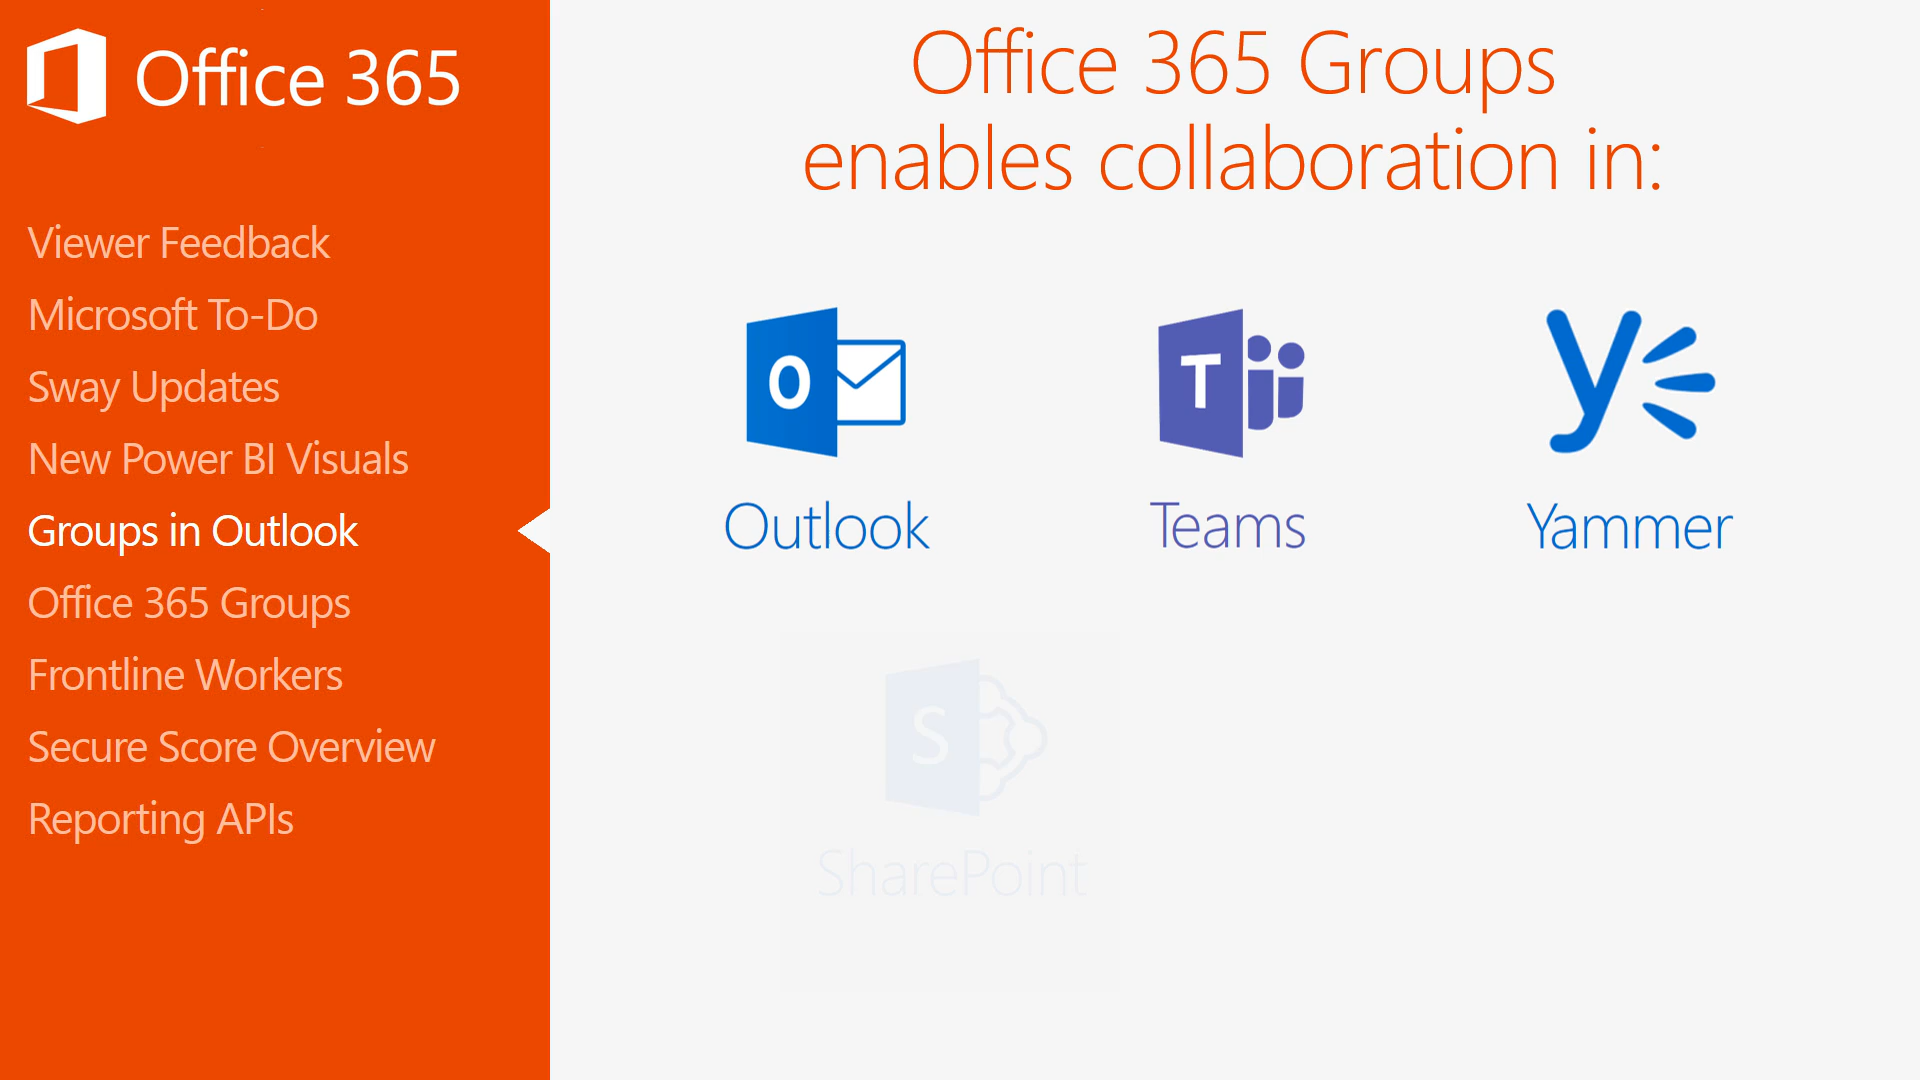 Office 365
Viewer Feedback
Microsoft To-Do
Sway Updates
New Power BI Visuals
Groups in Outlook
Office 365 Groups
Frontline Workers
Secure Score Overview
Reporting APIs
Office 365 Groups
enables collaboration in:
O
T
Outlook
Teams
Yammer
S
SharePoint